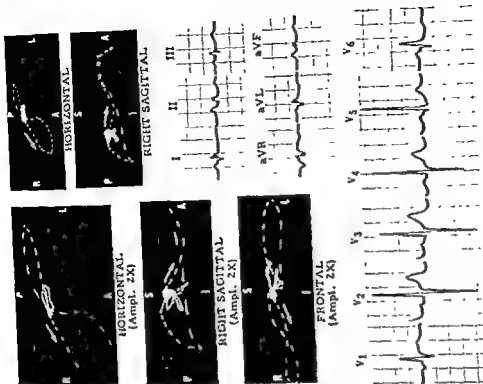 P
R L
A
HORIZONTAL
S
P A
I
RIGHT SAGITTAL
P
R L
A
HORIZONTAL
(Ampl. 2X)
S
P A
I
RIGHT SAGITTAL
(Ampl. 2X)
S
R L
I
FRONTAL
(Ampl. 2X)
I II III
aVR aVL aVF
V1 V2 V3 V4 V5 V6